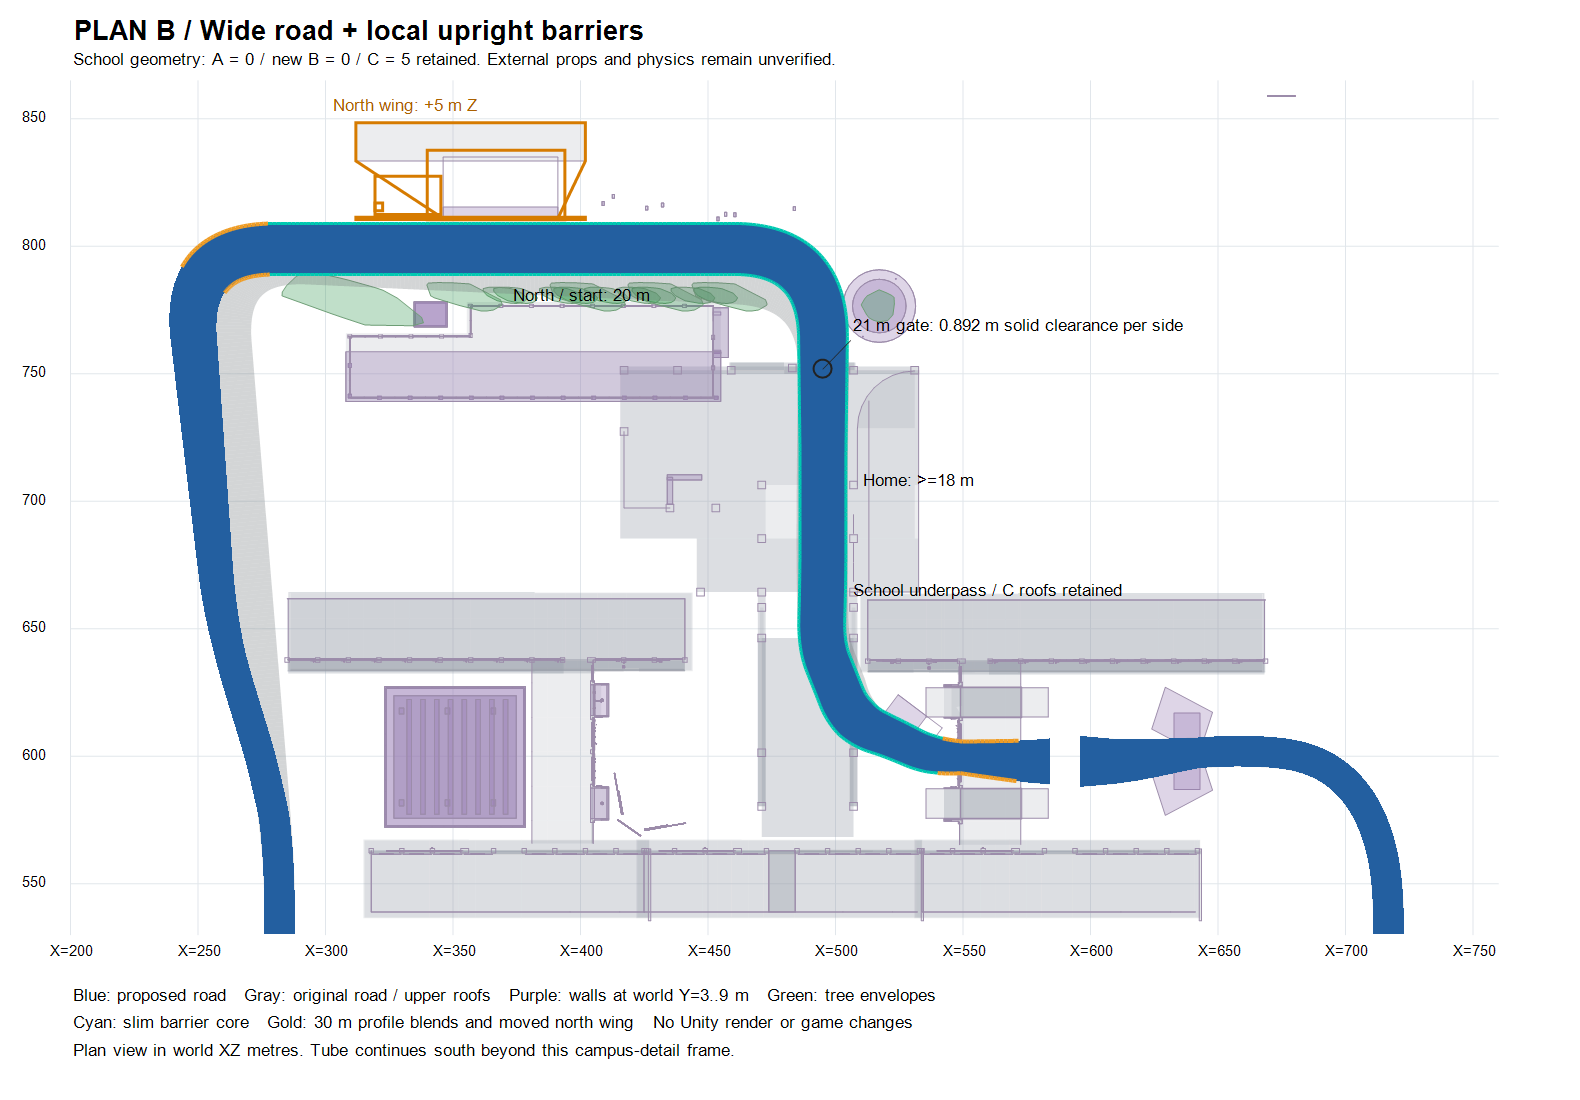 PLAN B / Wide road + local upright barriers
School geometry: A = 0 / new B = 0 / C = 5 retained. External props and physics remain unverified.
North wing: +5 m Z
850
800
North / start: 20 m
21 m gate: 0.892 m solid clearance per side
750
Home: >=18 m
700
School underpass / C roofs retained
650
600
550
X=200 X=250 X=300 X=350 X=400 X=450 X=500 X=550 X=600 X=650 X=700 X=750
Blue: proposed road Gray: original road / upper roofs Purple: walls at world Y=3..9 m Green: tree envelopes
Cyan: slim barrier core Gold: 30 m profile blends and moved north wing No Unity render or game changes
Plan view in world XZ metres. Tube continues south beyond this campus-detail frame.